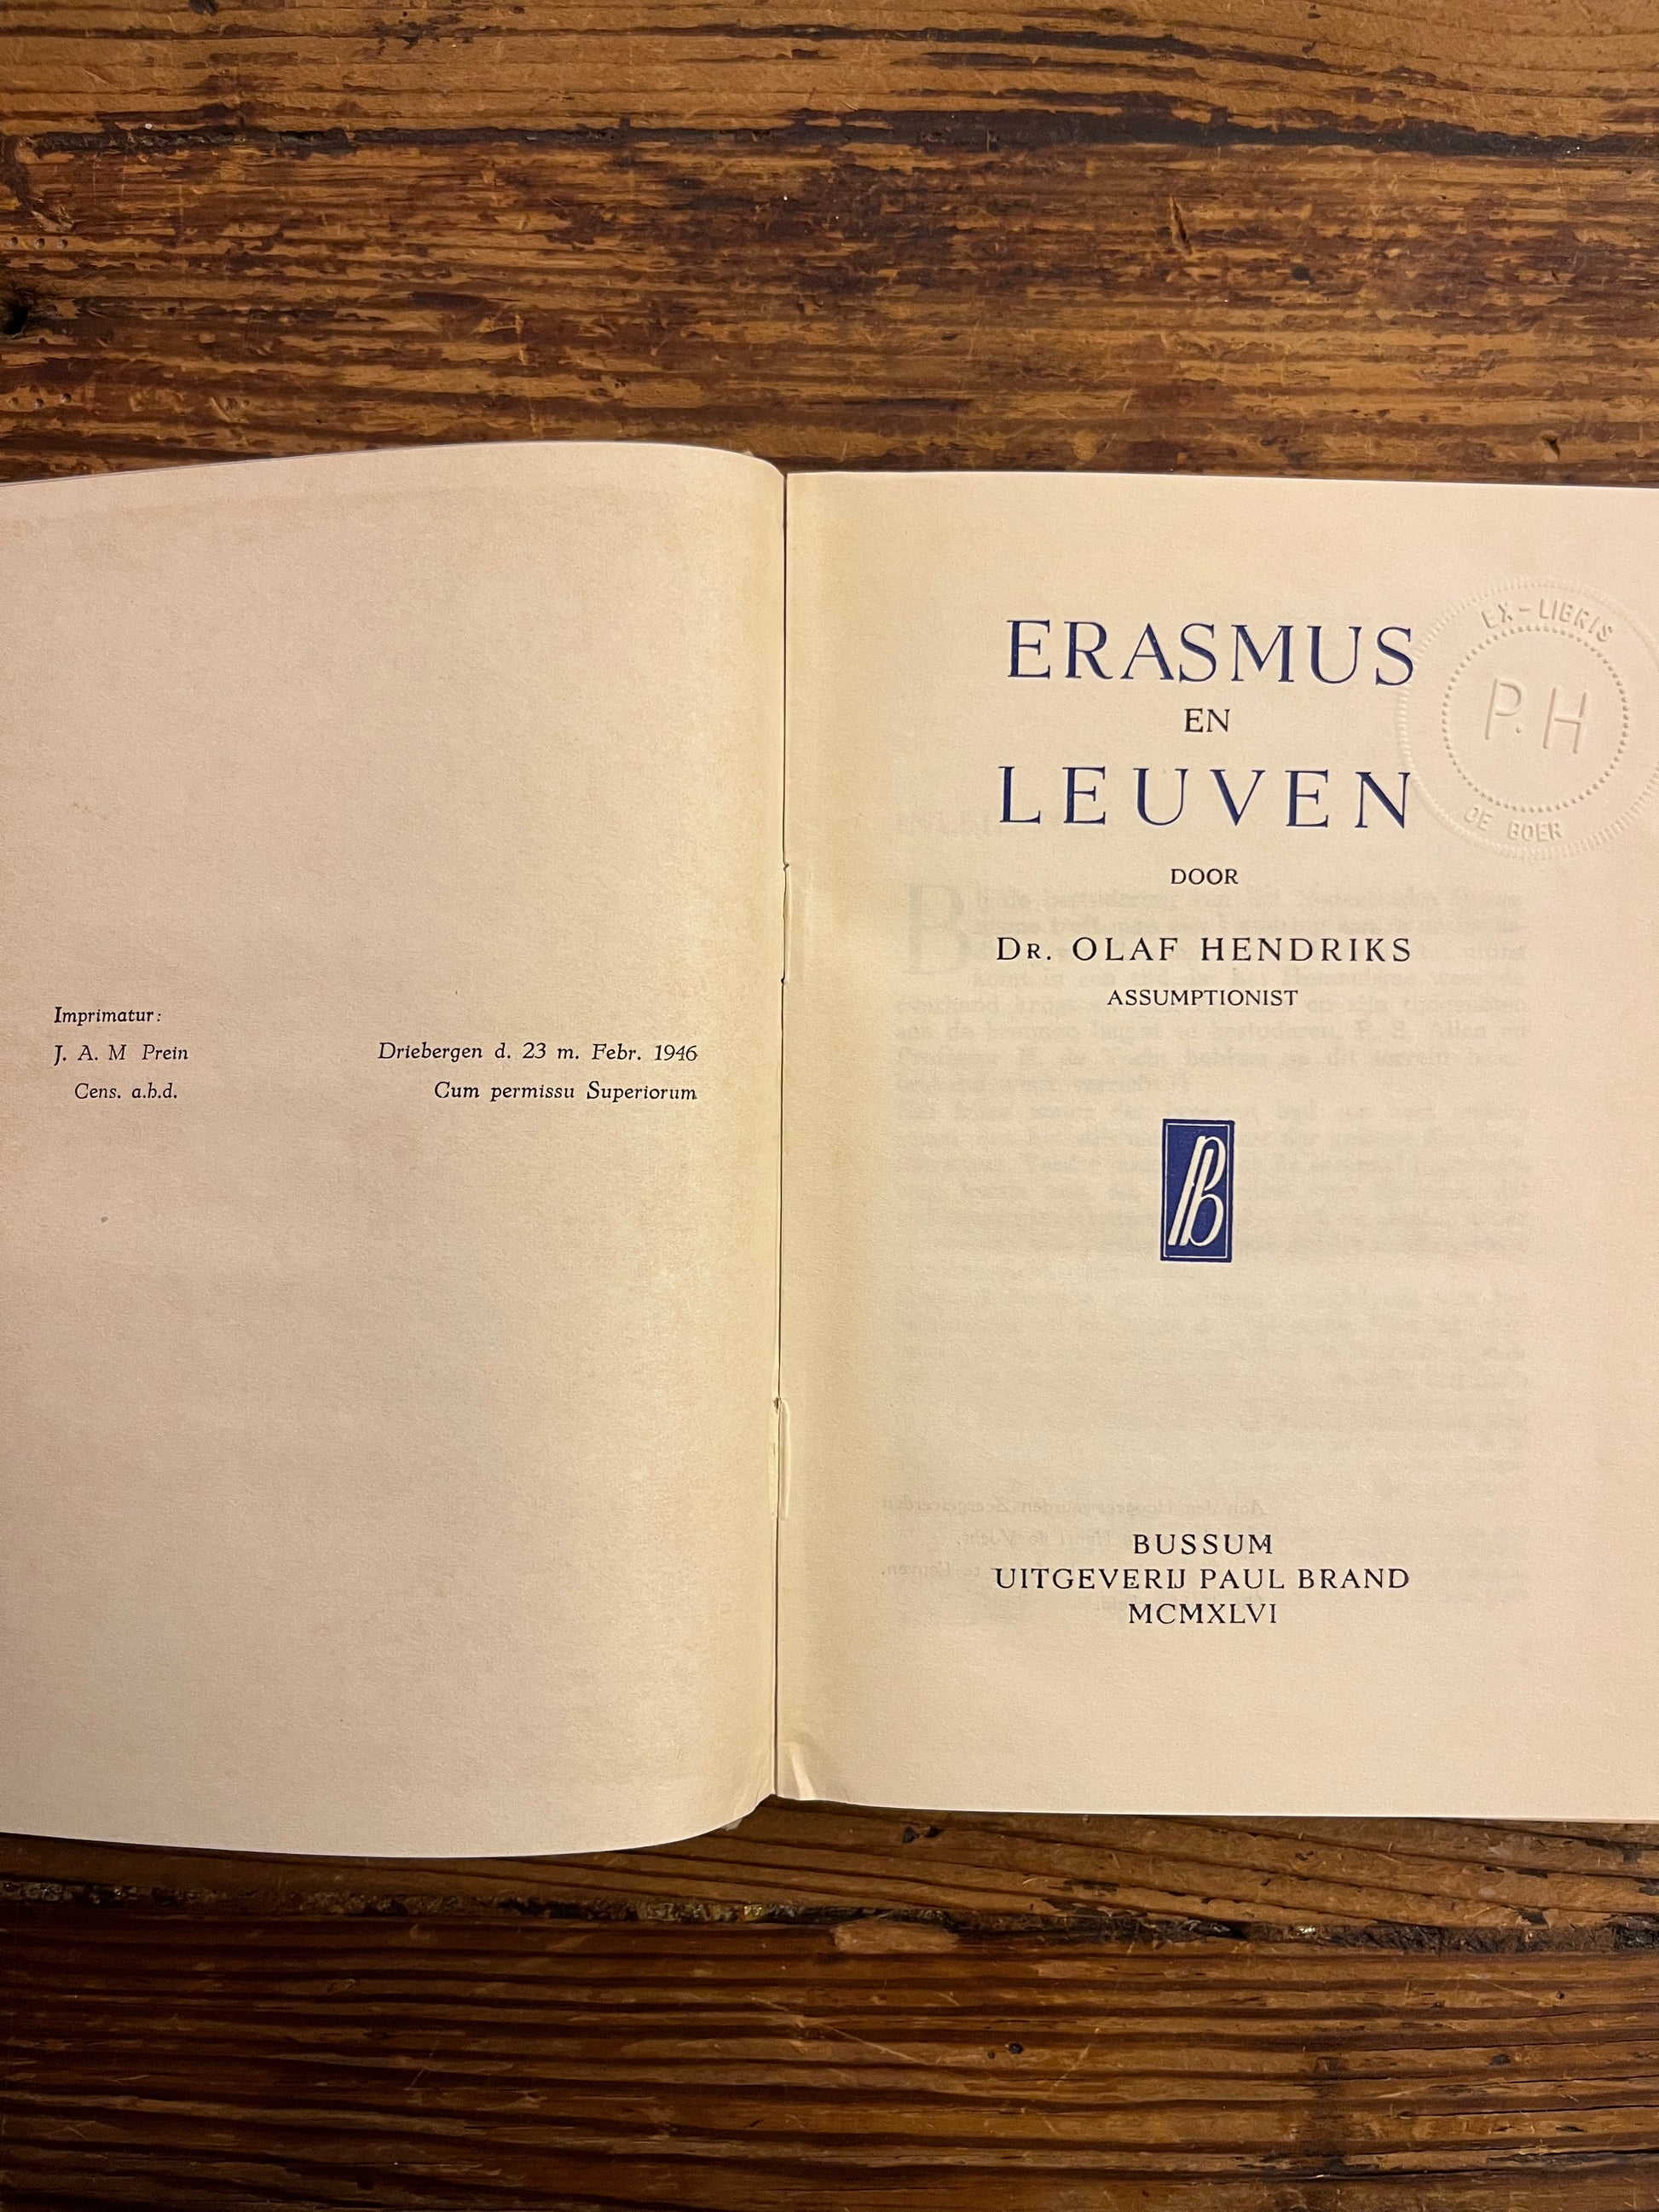 Imprimatur:
J. A. M Prein
Driebergen d. 23 m. Febr. 1946
Cens. a.h.d.
Cum permissu Superiorum
ERASMUS
EN
LEUVEN
DOOR
DR. OLAF HENDRIKS
ASSUMPTIONIST
PB
BUSSUM
UITGEVERIJ PAUL BRAND
MCMXLVI
EX-LIBRIS
P. H
DE BOER